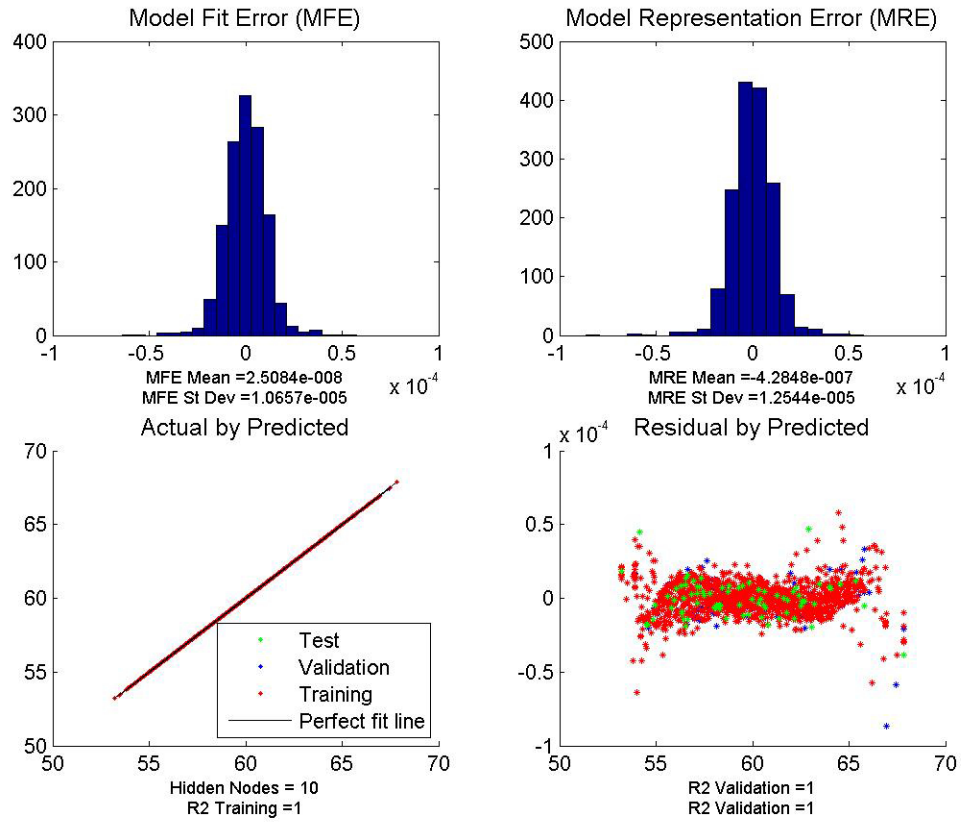 Model Fit Error (MFE)
400
300
200
100
0
-1
-0.5
0
0.5
1
x 10-4
MFE Mean =2.5084e-008
MFE St Dev =1.0657e-005
Model Representation Error (MRE)
500
400
300
200
100
0
-1
-0.5
0
0.5
1
x 10-4
MRE Mean =-4.2848e-007
MRE St Dev =1.2544e-005
Actual by Predicted
70
65
60
55
50
50
55
60
65
70
Test
Validation
Training
Perfect fit line
Hidden Nodes = 10
R2 Training =1
x 10-4
Residual by Predicted
1
0.5
0
-0.5
-1
50
55
60
65
70
R2 Validation =1
R2 Validation =1